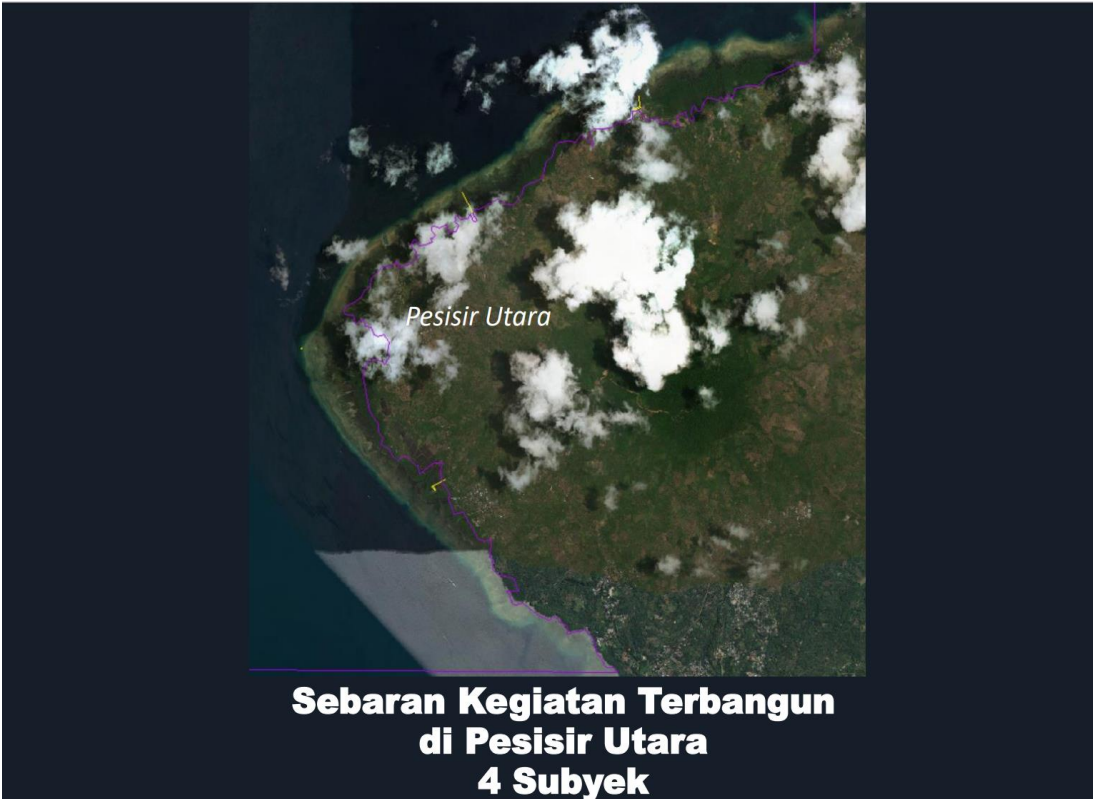 Pesisir Utara
Sebaran Kegiatan Terbangun
di Pesisir Utara
4 Subyek